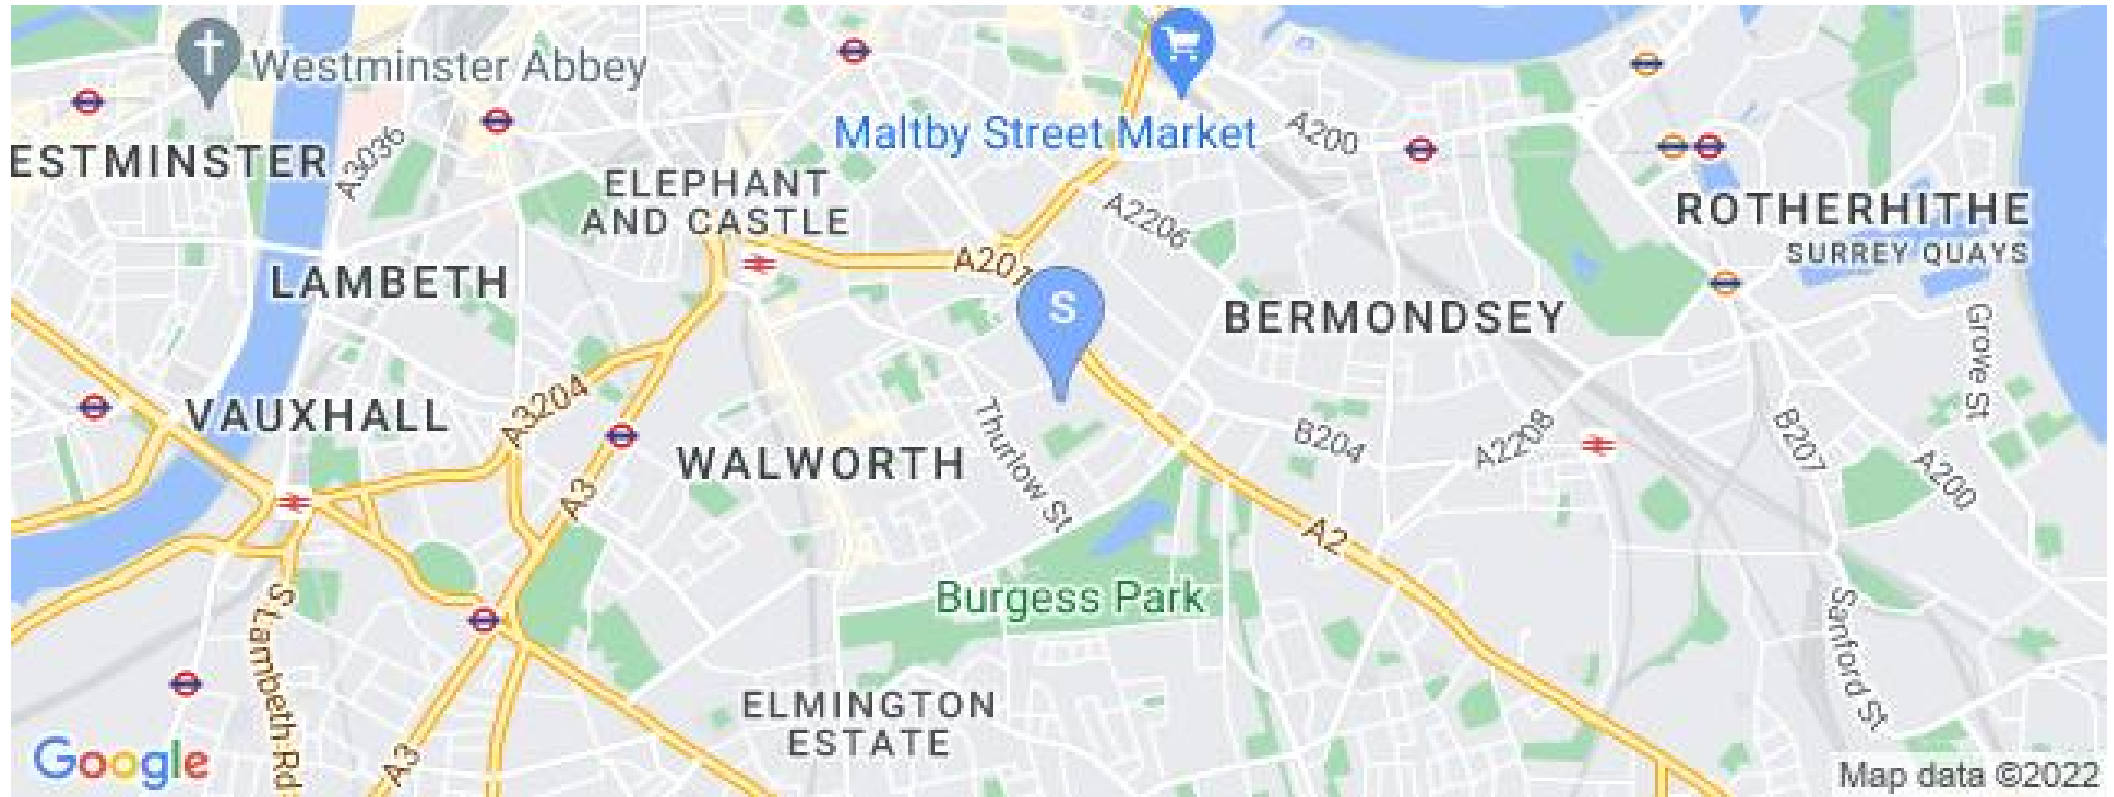 Westminster Abbey
ESTMINSTER
A3036
Maltby Street Market
A200
ELEPHANT
AND CASTLE
A2206
ROTHERHITHE
SURREY QUAYS
A201
LAMBETH
S
BERMONDSEY
Grove St
VAUXHALL
A3204
WALWORTH
Thurlow St
B204
A2208
B207
A200
A3
A2
Burgess Park
S Lambeth Rd
Sanford St
ELMINGTON
ESTATE
A3
Google
Map data ©2022